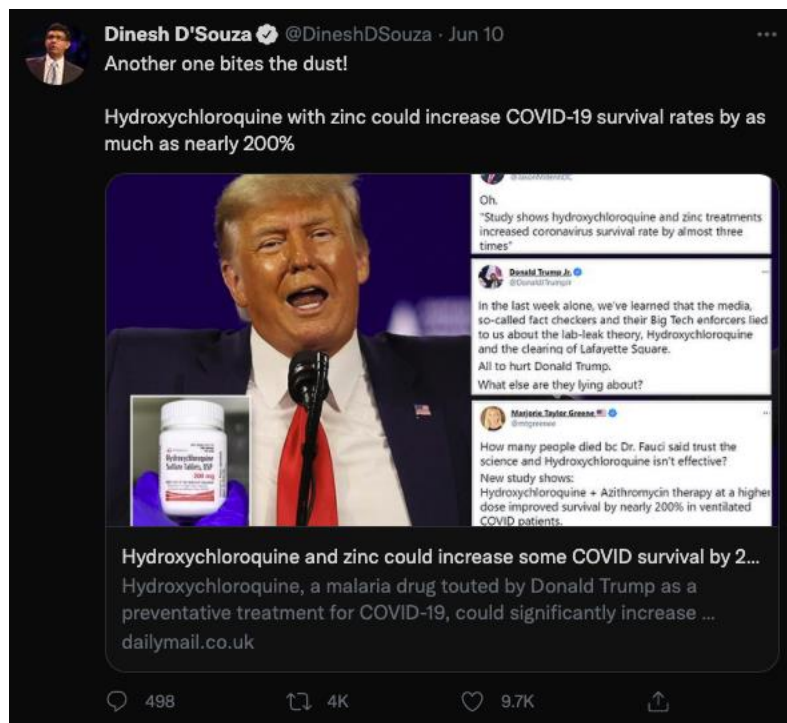 Dinesh D'Souza @DineshDSouza · Jun 10
Another one bites the dust!
Hydroxychloroquine with zinc could increase COVID-19 survival rates by as
much as nearly 200%
Oh.
"Study shows hydroxychloroquine and zinc treatments
increased coronavirus survival rate by almost three
times"
Donald Trump Jr.
@DonaldJTrumpJr
In the last week alone, we've learned that the media,
so-called fact checkers and their Big Tech enforcers lied
to us about the lab-leak theory, Hydroxychloroquine
and the clearing of Lafayette Square.
All to hurt Donald Trump.
What else are they lying about?
Marjorie Taylor Greene
@mtgreenee
How many people died bc Dr. Fauci said trust the
science and Hydroxychloroquine isn't effective?
New study shows:
Hydroxychloroquine + Azithromycin therapy at a higher
dose improved survival by nearly 200% in ventilated
COVID patients.
Hydroxychloroquine
Sulfate Tablets, USP
200 mg
Hydroxychloroquine and zinc could increase some COVID survival by 2...
Hydroxychloroquine, a malaria drug touted by Donald Trump as a
preventative treatment for COVID-19, could significantly increase ...
dailymail.co.uk
498 4K 9.7K